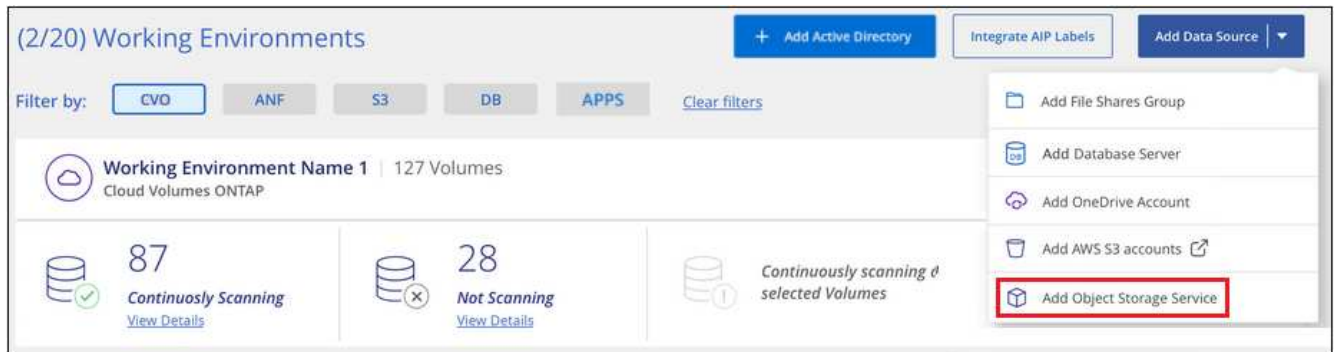 (2/20) Working Environments
+ Add Active Directory
Integrate AIP Labels
Add Data Source
Filter by: CVO ANF S3 DB APPS Clear filters
Add File Shares Group
DB Add Database Server
Add OneDrive Account
Add AWS S3 accounts
Add Object Storage Service
Working Environment Name 1 | 127 Volumes
Cloud Volumes ONTAP
87
Continuosly Scanning
View Details
28
Not Scanning
View Details
Continuously scanning
selected Volumes